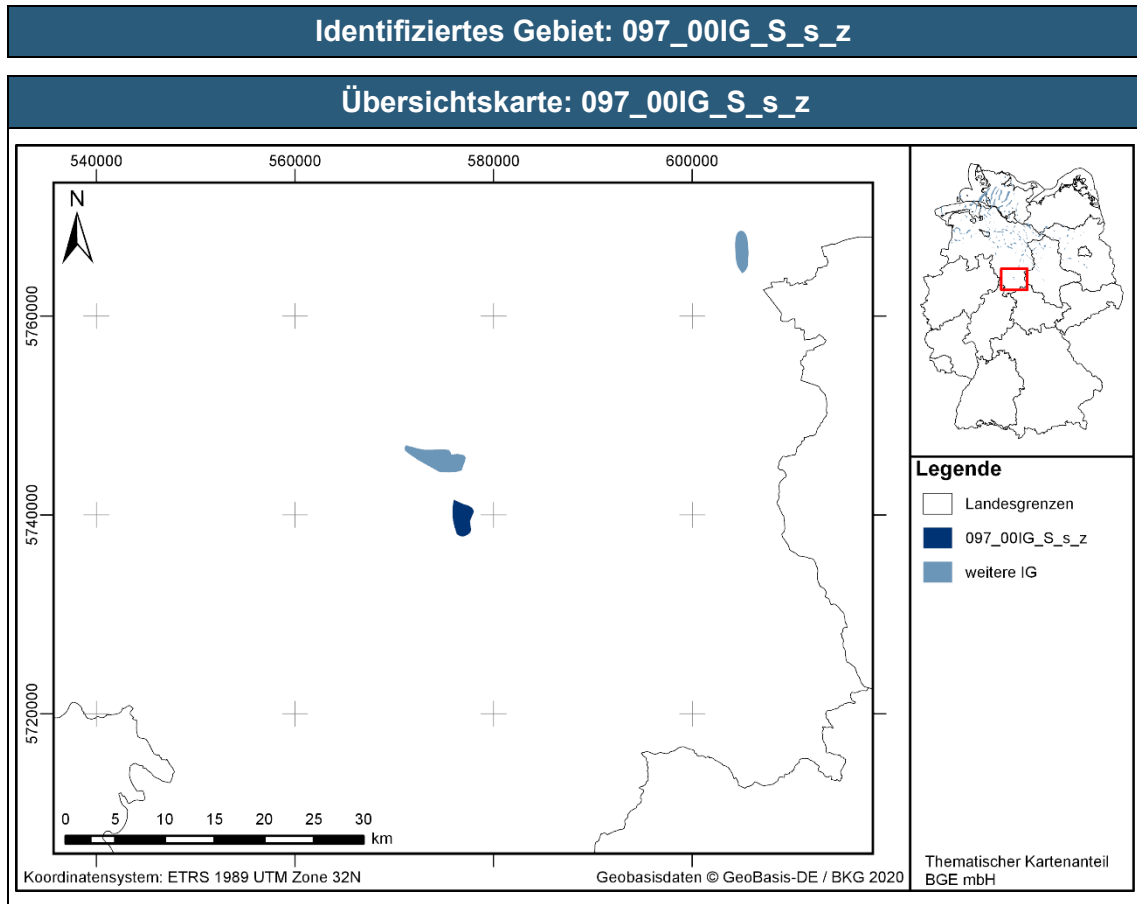 Identifiziertes Gebiet: 097_00IG_S_s_z
Übersichtskarte: 097_00IG_S_s_z
540000 560000 580000 600000
N
5760000
5740000
5720000
0 5 10 15 20 25 30
km
Koordinatensystem: ETRS 1989 UTM Zone 32N
Geobasisdaten © GeoBasis-DE / BKG 2020
Legende
Landesgrenzen
097_00IG_S_s_z
weitere IG
Thematischer Kartenanteil
BGE mbH